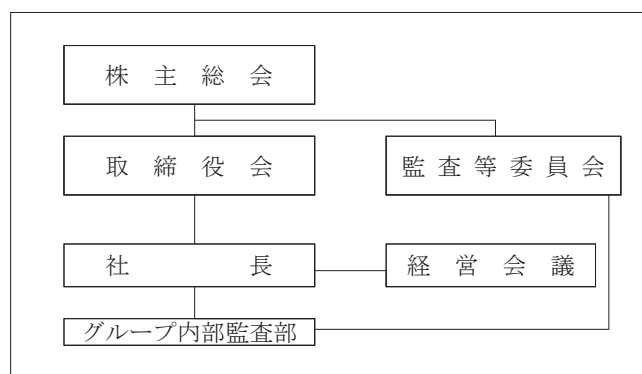 株主総会
取締役会
監査等委員会
社長
経営会議
グループ内部監査部